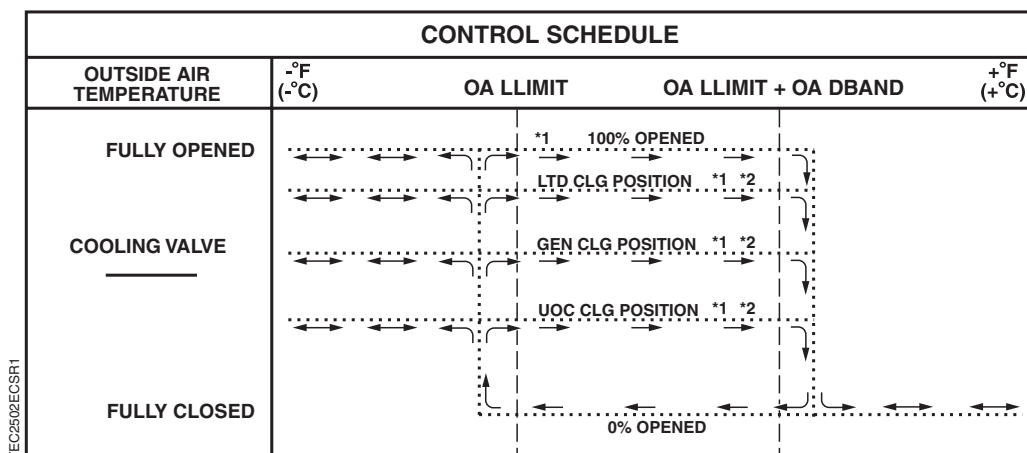 CONTROL SCHEDULE
OUTSIDE AIR
TEMPERATURE
-°F
(-°C)
OA LLIMIT
OA LLIMIT + OA DBAND
+°F
(+°C)
FULLY OPENED
*1 100% OPENED
LTD CLG POSITION *1 *2
COOLING VALVE
GEN CLG POSITION *1 *2
UOC CLG POSITION *1 *2
FULLY CLOSED
0% OPENED
TEC2502ECSR1